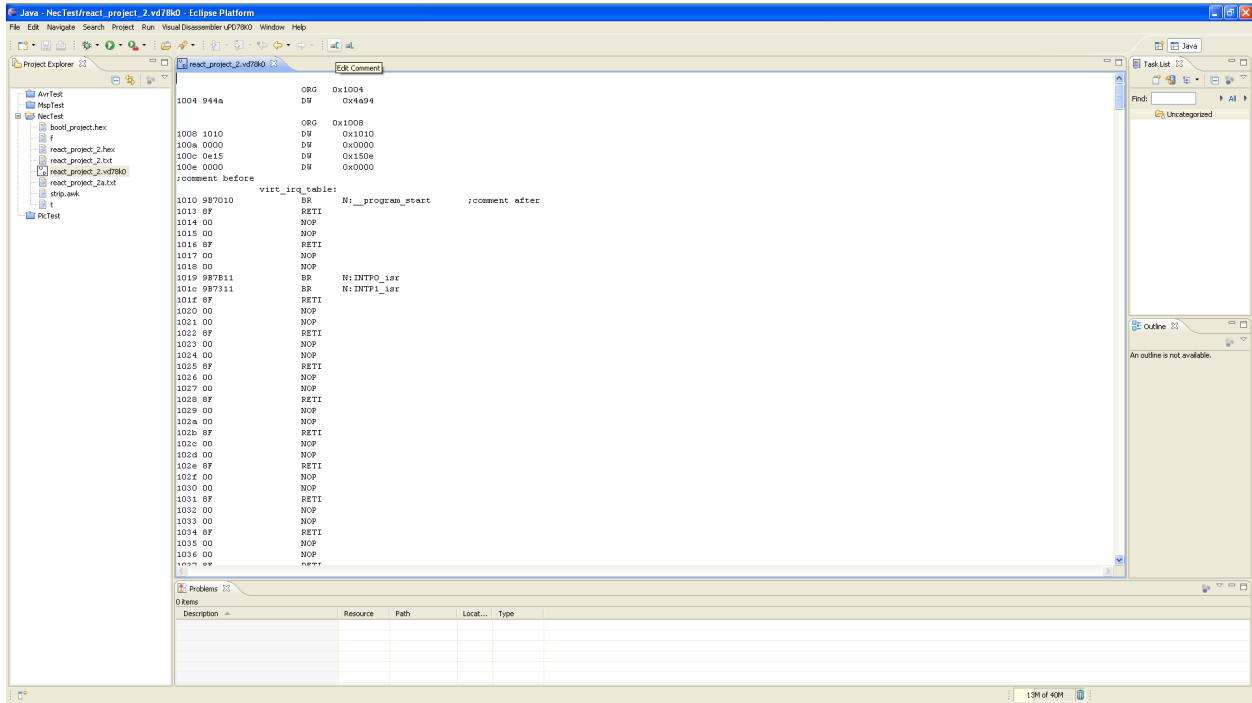 Java - NecTest/react_project_2.vd78k0 - Eclipse Platform
File Edit Navigate Search Project Run Visual Disassembler uPD78K0 Window Help
Java
Project Explorer
AvrTest
MspTest
NecTest
bootl_project.hex
f
react_project_2.hex
react_project_2.txt
react_project_2.vd78k0
react_project_2a.txt
strip.awk
t
PicTest
react_project_2.vd78k0
Edit Comment
ORG 0x1004
1004 944a DW 0x4a94
ORG 0x1008
1008 1010 DW 0x1010
100a 0000 DW 0x0000
100c 0e15 DW 0x150e
100e 0000 DW 0x0000
;comment before
virt_irq_table:
1010 9B7010 BR N:__program_start ;comment after
1013 8F RETI
1014 00 NOP
1015 00 NOP
1016 8F RETI
1017 00 NOP
1018 00 NOP
1019 9B7B11 BR N:INTP0_isr
101c 9B7311 BR N:INTP1_isr
101f 8F RETI
1020 00 NOP
1021 00 NOP
1022 8F RETI
1023 00 NOP
1024 00 NOP
1025 8F RETI
1026 00 NOP
1027 00 NOP
1028 8F RETI
1029 00 NOP
102a 00 NOP
102b 8F RETI
102c 00 NOP
102d 00 NOP
102e 8F RETI
102f 00 NOP
1030 00 NOP
1031 8F RETI
1032 00 NOP
1033 00 NOP
1034 8F RETI
1035 00 NOP
1036 00 NOP
1037 8F RETI
Task List
Find: All
Uncategorized
Outline
An outline is not available.
Problems
0 items
Description Resource Path Locat... Type
13M of 40M